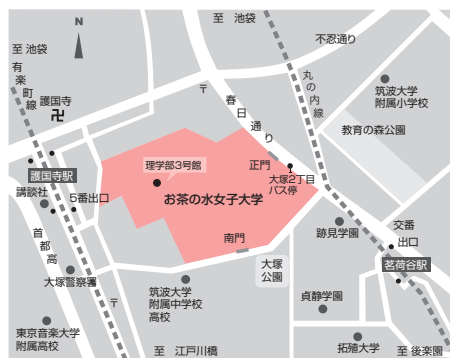 N
至 池袋
至 池袋
不忍通り
有楽町線
護国寺
丸の内線
筑波大学
附属小学校
春日通り
教育の森公園
理学部3号館
正門
大塚2丁目
バス停
護国寺駅
講談社
5番出口
お茶の水女子大学
首都高
南門
跡見学園
交番
出口
茗荷谷駅
大塚
公園
大塚警察署
筑波大学
附属中学校
高校
貞静学園
東京音楽大学
附属高校
拓殖大学
至 江戸川橋
至 後楽園